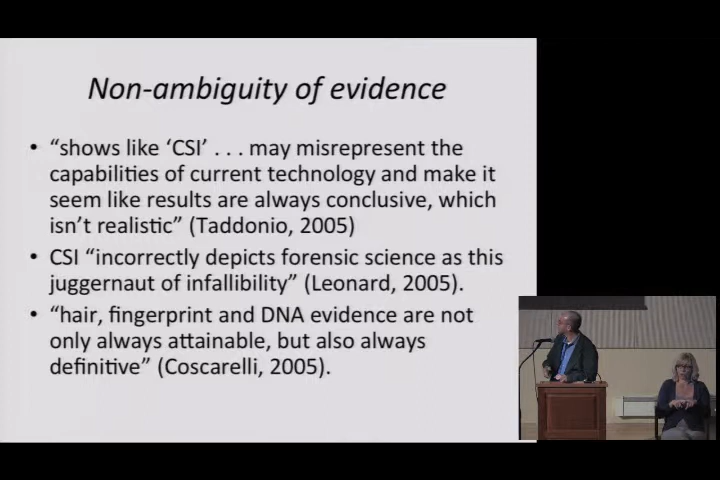 Non-ambiguity of evidence
• “shows like ‘CSI’ . . . may misrepresent the
capabilities of current technology and make it
seem like results are always conclusive, which
isn’t realistic” (Taddonio, 2005)
• CSI “incorrectly depicts forensic science as this
juggernaut of infallibility” (Leonard, 2005).
• “hair, fingerprint and DNA evidence are not
only always attainable, but also always
definitive” (Coscarelli, 2005).